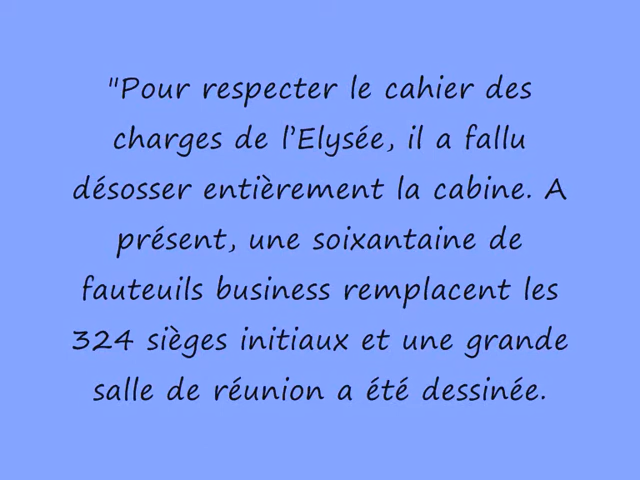 "Pour respecter le cahier des
charges de l’Elysée, il a fallu
désosser entièrement la cabine. A
présent, une soixantaine de
fauteuils business remplacent les
324 sièges initiaux et une grande
salle de réunion a été dessinée.